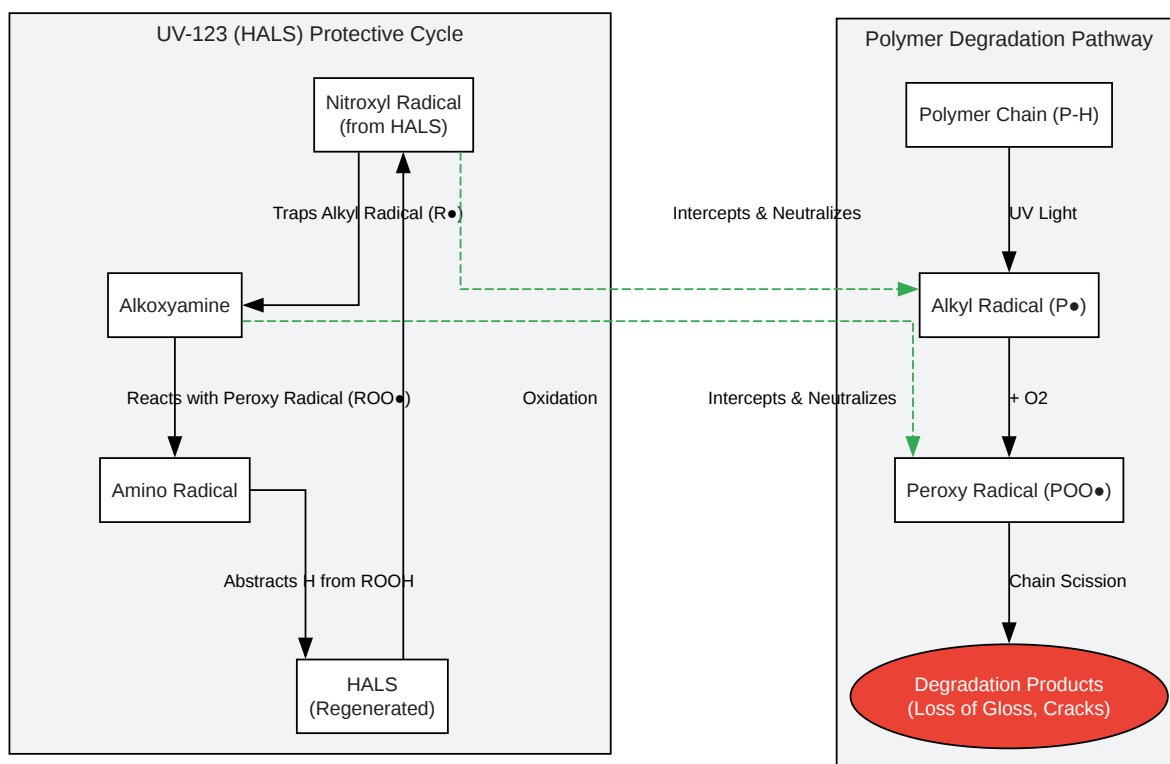 UV-123 (HALS) Protective Cycle
Nitroxyl Radical
(from HALS)
Traps Alkyl Radical (R●)
Alkoxyamine
Reacts with Peroxy Radical (ROO●)
Oxidation
Amino Radical
Abstracts H from ROOH
HALS
(Regenerated)
Intercepts & Neutralizes
Intercepts & Neutralizes
Polymer Degradation Pathway
Polymer Chain (P-H)
UV Light
Alkyl Radical (P●)
+ O2
Peroxy Radical (POO●)
Chain Scission
Degradation Products
(Loss of Gloss, Cracks)